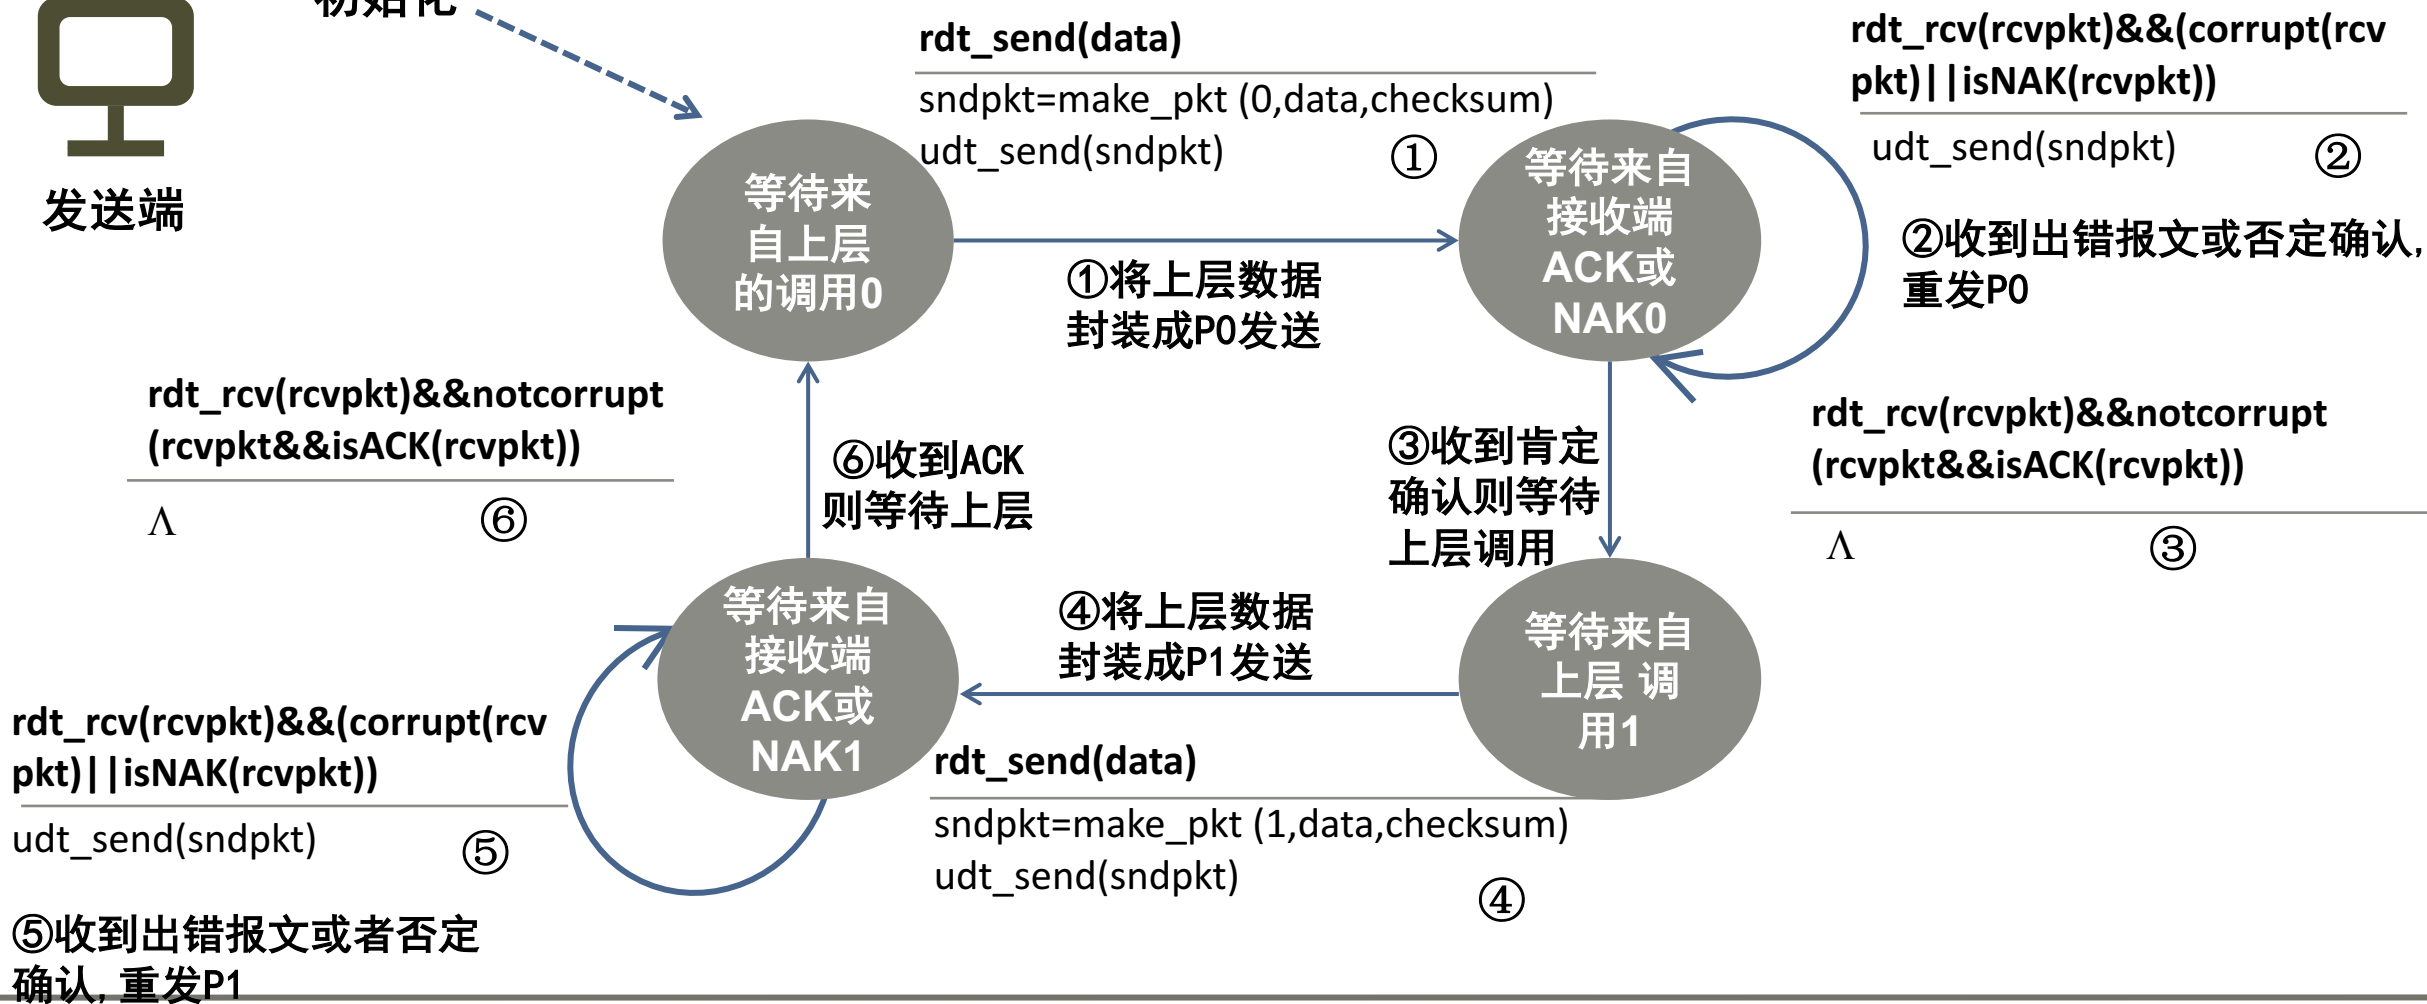 初始化
发送端
rdt_send(data)
sndpkt=make_pkt (0,data,checksum)
udt_send(sndpkt)
①
rdt_rcv(rcvpkt)&&(corrupt(rcv
pkt)||isNAK(rcvpkt))
udt_send(sndpkt)
②
②收到出错报文或否定确认,
重发P0
等待来
自上层
的调用0
①将上层数据
封装成P0发送
等待来自
接收端
ACK或
NAK0
rdt_rcv(rcvpkt)&&notcorrupt
(rcvpkt&&isACK(rcvpkt))
Λ
⑥
⑥收到ACK
则等待上层
③收到肯定
确认则等待
上层调用
rdt_rcv(rcvpkt)&&notcorrupt
(rcvpkt&&isACK(rcvpkt))
Λ
③
等待来自
接收端
ACK或
NAK1
④将上层数据
封装成P1发送
等待来自
上层 调
用1
rdt_rcv(rcvpkt)&&(corrupt(rcv
pkt)||isNAK(rcvpkt))
udt_send(sndpkt)
⑤
rdt_send(data)
sndpkt=make_pkt (1,data,checksum)
udt_send(sndpkt)
④
⑤收到出错报文或者否定
确认,重发P1